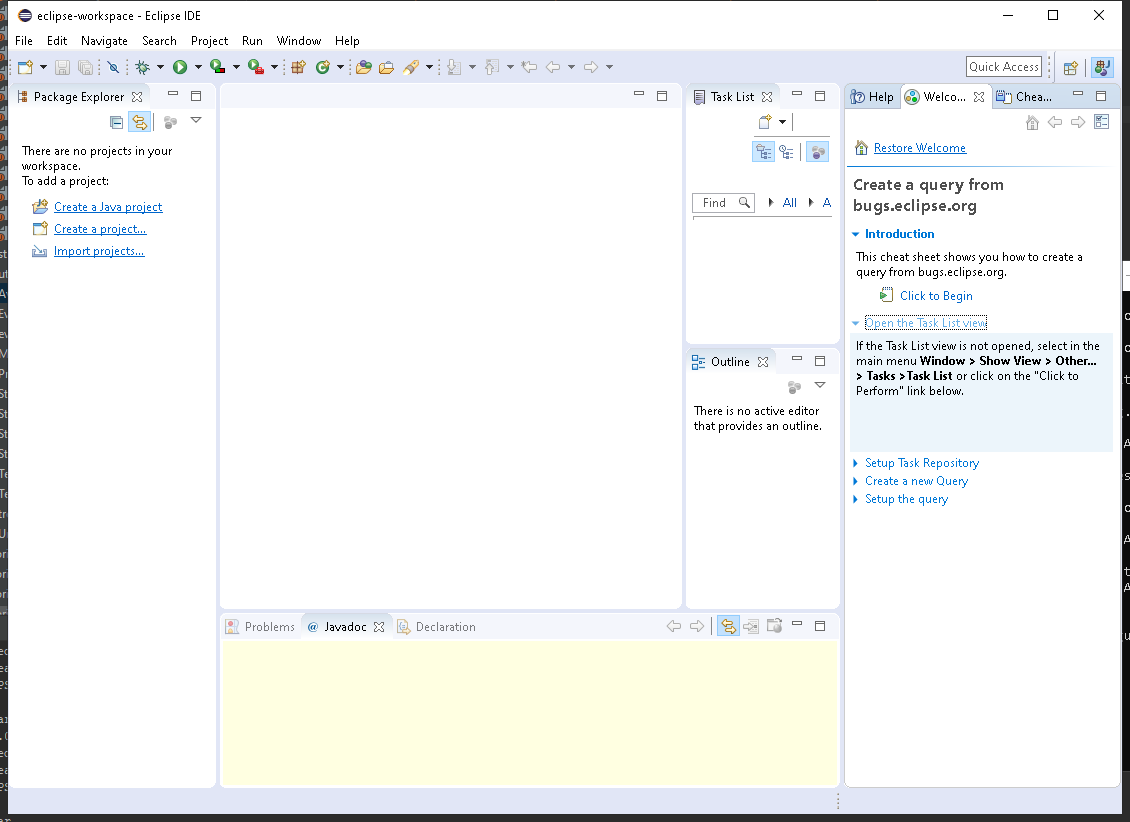 eclipse-workspace - Eclipse IDE
File Edit Navigate Search Project Run Window Help
Quick Access
Package Explorer
There are no projects in your
workspace.
To add a project:
Create a Java project
Create a project...
Import projects...
Task List
Find All A
Outline
There is no active editor
that provides an outline.
Help Welco... Chea...
Restore Welcome
Create a query from
bugs.eclipse.org
Introduction
This cheat sheet shows you how to create a
query from bugs.eclipse.org.
Click to Begin
Open the Task List view
If the Task List view is not opened, select in the
main menu Window > Show View > Other...
> Tasks >Task List or click on the "Click to
Perform" link below.
Setup Task Repository
Create a new Query
Setup the query
Problems @ Javadoc Declaration